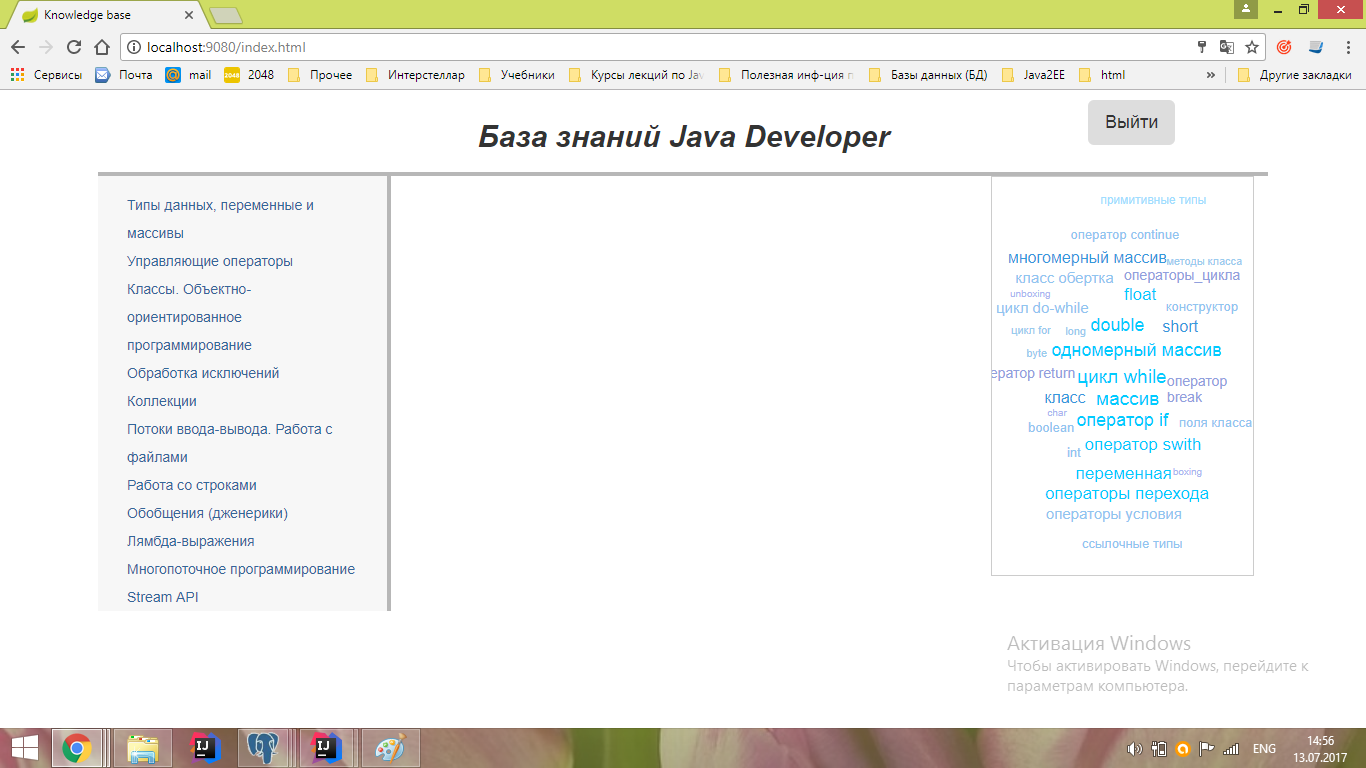 Knowledge base
localhost:9080/index.html
Сервисы Почта mail 2048 Прочее Интерстеллар Учебники Курсы лекций по Jav Полезная инф-ция п Базы данных (БД) Java2EE html » Другие закладки
База знаний Java Developer
Выйти
Типы данных, переменные и
массивы
Управляющие операторы
Классы. Объектно-
ориентированное
программирование
Обработка исключений
Коллекции
Потоки ввода-вывода. Работа с
файлами
Работа со строками
Обобщения (дженерики)
Лямбда-выражения
Многопоточное программирование
Stream API
примитивные типы
оператор continue
многомерный массив методы класса
класс обертка операторы_цикла
unboxing float
цикл do-while конструктор
цикл for long double short
byte одномерный массив
ератор return цикл while оператор
класс массив break
char
boolean оператор if поля класса
int оператор swith
переменная boxing
операторы перехода
операторы условия
ссылочные типы
Активация Windows
Чтобы активировать Windows, перейдите к
параметрам компьютера.
ENG
14:56
13.07.2017